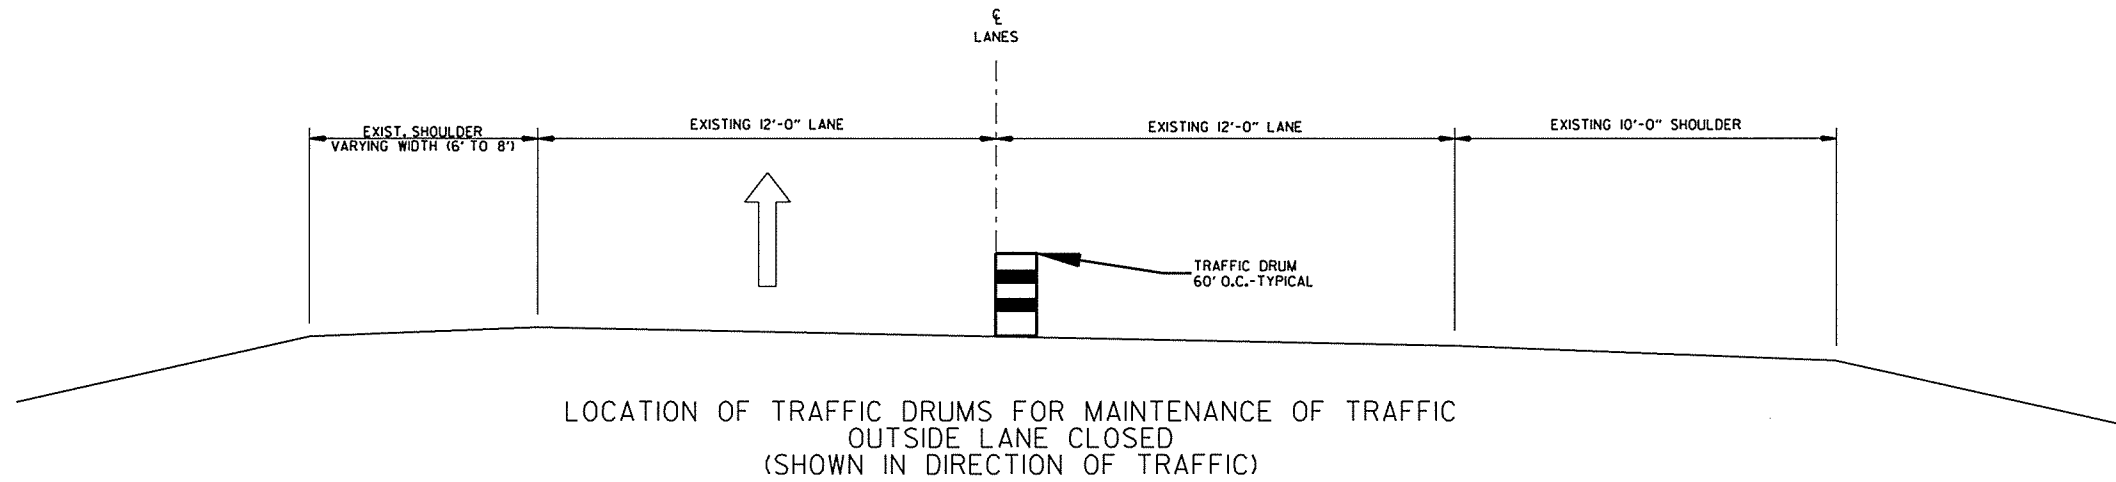 ℄
LANES
EXIST. SHOULDER
VARYING WIDTH (6' TO 8')
EXISTING 12'-0" LANE
EXISTING 12'-0" LANE
EXISTING 10'-0" SHOULDER
TRAFFIC DRUM
60' O.C.-TYPICAL
LOCATION OF TRAFFIC DRUMS FOR MAINTENANCE OF TRAFFIC
OUTSIDE LANE CLOSED
(SHOWN IN DIRECTION OF TRAFFIC)